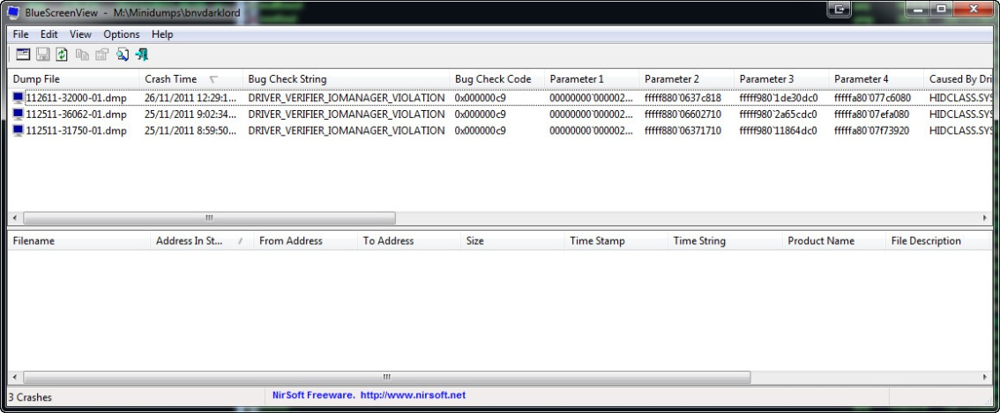 BlueScreenView - M:\Minidumps\bnvdarklord
File Edit View Options Help
Dump File Crash Time Bug Check String Bug Check Code Parameter 1 Parameter 2 Parameter 3 Parameter 4 Caused By Dri
112611-32000-01.dmp 26/11/2011 12:29:1... DRIVER_VERIFIER_IOMANAGER_VIOLATION 0x000000c9 00000000`000002... fffff880`0637c818 fffff980`1de30dc0 fffffa80`077c6080 HIDCLASS.SYS
112511-36062-01.dmp 25/11/2011 9:02:34... DRIVER_VERIFIER_IOMANAGER_VIOLATION 0x000000c9 00000000`000002... fffff880`06602710 fffff980`2a65cdc0 fffffa80`07efa080 HIDCLASS.SYS
112511-31750-01.dmp 25/11/2011 8:59:50... DRIVER_VERIFIER_IOMANAGER_VIOLATION 0x000000c9 00000000`000002... fffff880`06371710 fffff980`11864dc0 fffffa80`07f73920 HIDCLASS.SYS
Filename Address In St... From Address To Address Size Time Stamp Time String Product Name File Description
3 Crashes NirSoft Freeware. http://www.nirsoft.net